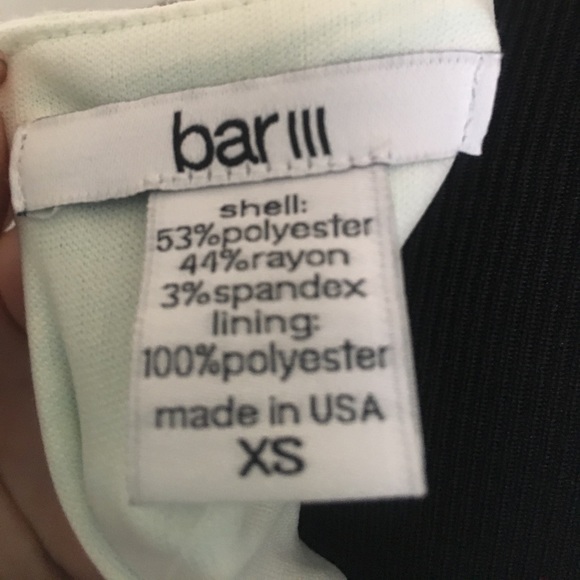 bar III
shell:
53%polyester
44%rayon
3%spandex
lining:
100%polyester
made in USA
XS